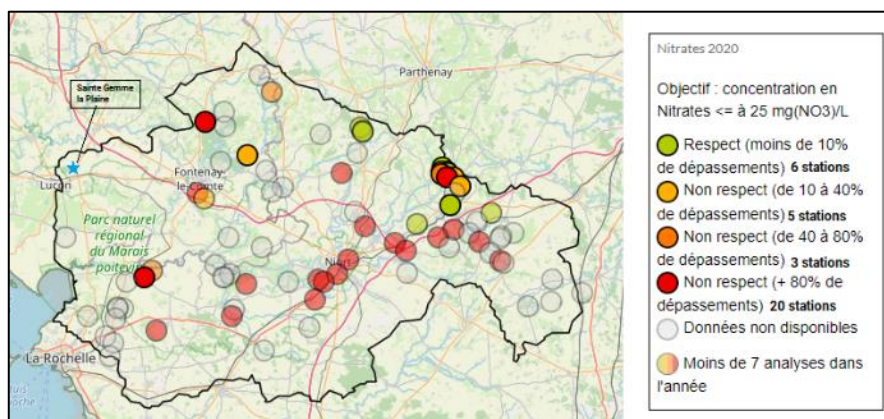 Sainte Gemme
la Plaine
Parthenay
Luçon
Fontenay
le-Comte
Parc naturel
régional
du Marais
poitevin
Niort
La Rochelle
Nitrates 2020
Objectif : concentration en
Nitrates <= à 25 mg(NO3)/L
Respect (moins de 10%
de dépassements) 6 stations
Non respect (de 10 à 40%
de dépassements) 5 stations
Non respect (de 40 à 80%
de dépassements) 3 stations
Non respect (+ 80% de
dépassements) 20 stations
Données non disponibles
Moins de 7 analyses dans
l'année